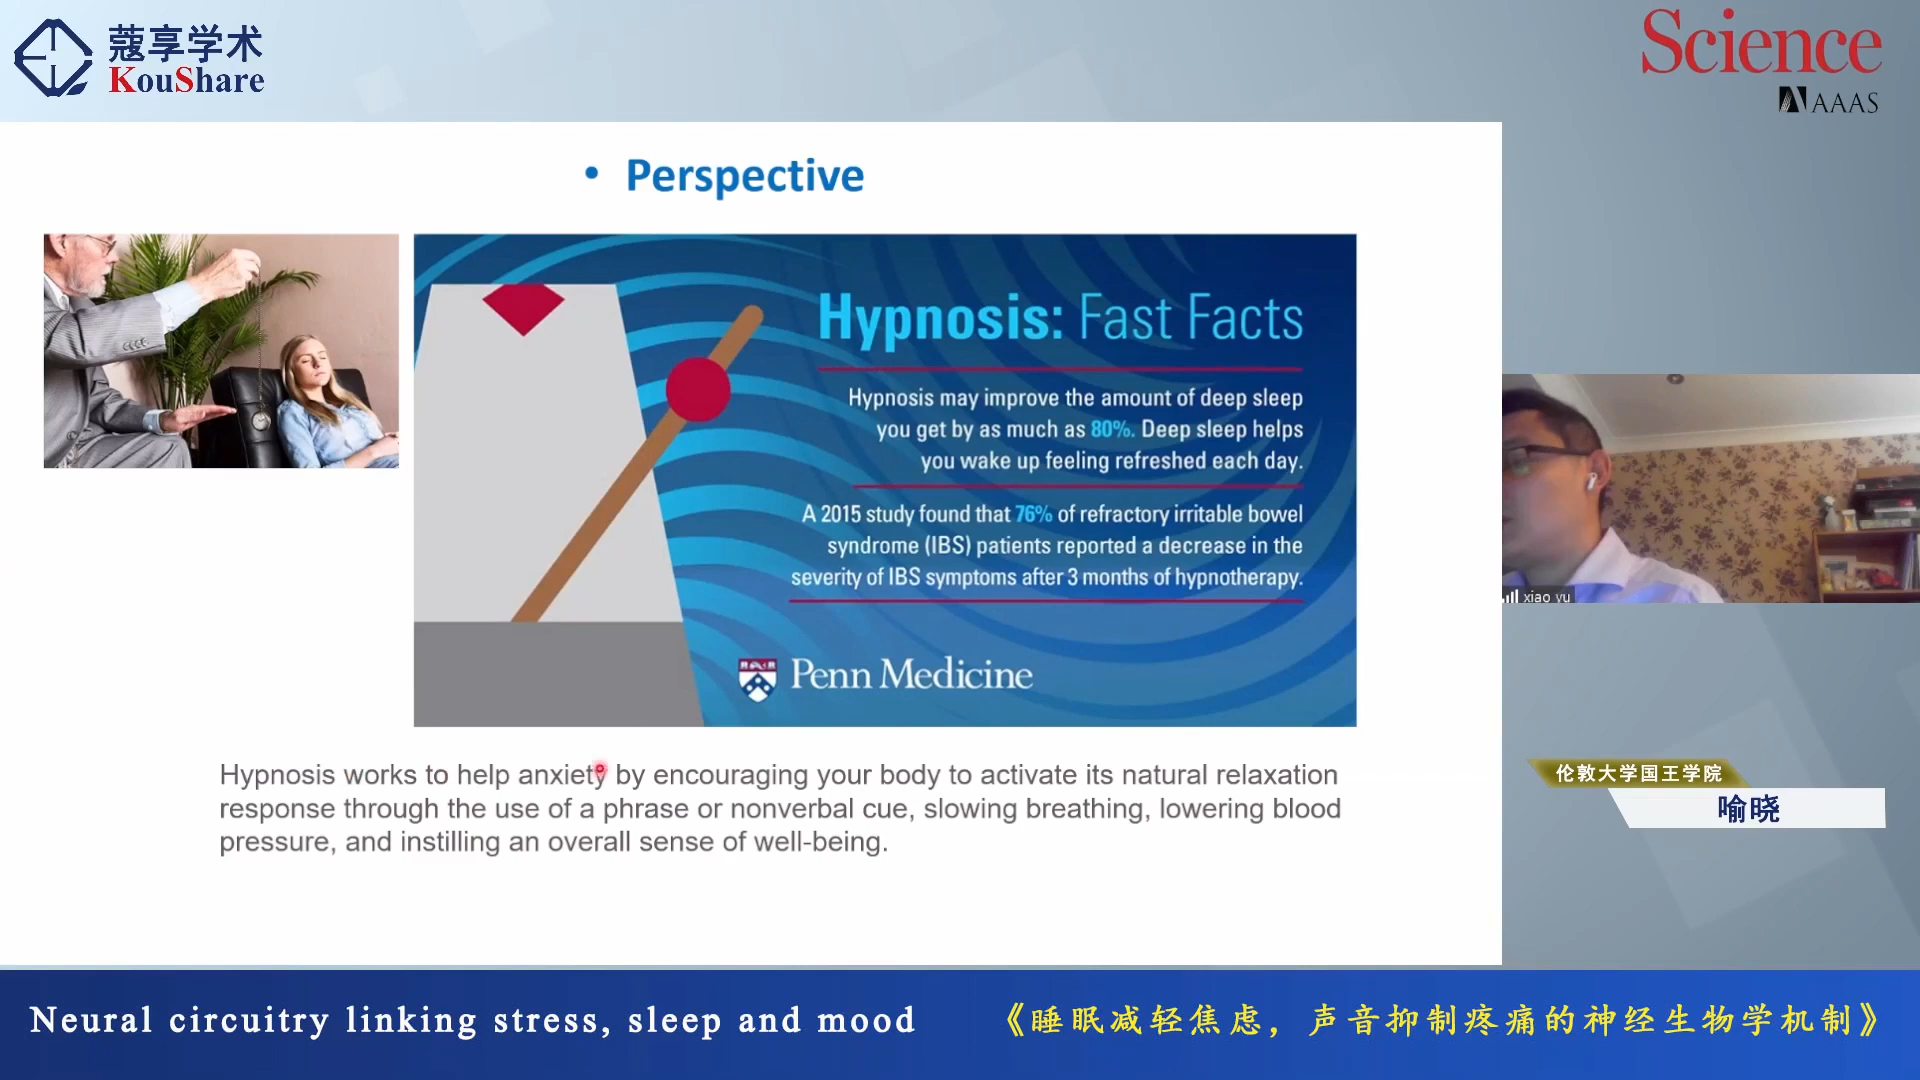 蔻享学术
KouShare
Science
AAAS
• Perspective
Hypnosis: Fast Facts
Hypnosis may improve the amount of deep sleep
you get by as much as 80%. Deep sleep helps
you wake up feeling refreshed each day.
A 2015 study found that 76% of refractory irritable bowel
syndrome (IBS) patients reported a decrease in the
severity of IBS symptoms after 3 months of hypnotherapy.
Penn Medicine
Hypnosis works to help anxiety by encouraging your body to activate its natural relaxation
response through the use of a phrase or nonverbal cue, slowing breathing, lowering blood
pressure, and instilling an overall sense of well-being.
xiao yu
伦敦大学国王学院
喻晓
Neural circuitry linking stress, sleep and mood
《睡眠减轻焦虑，声音抑制疼痛的神经生物学机制》